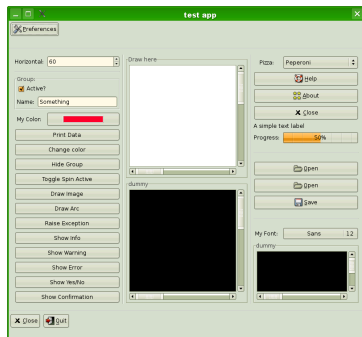 test app
Preferences
Horizontal: 60
Group:
Active?
Name: Something
My Color:
Print Data
Change color
Hide Group
Toggle Spin Active
Draw Image
Draw Arc
Raise Exception
Show Info
Show Warning
Show Error
Show Yes/No
Show Confirmation
Close Quit
Draw here
dummy
Pizza: Peperoni
Help
About
Close
A simple text label
Progress: 50%
Open
Open
Save
My Font: Sans 12
dummy